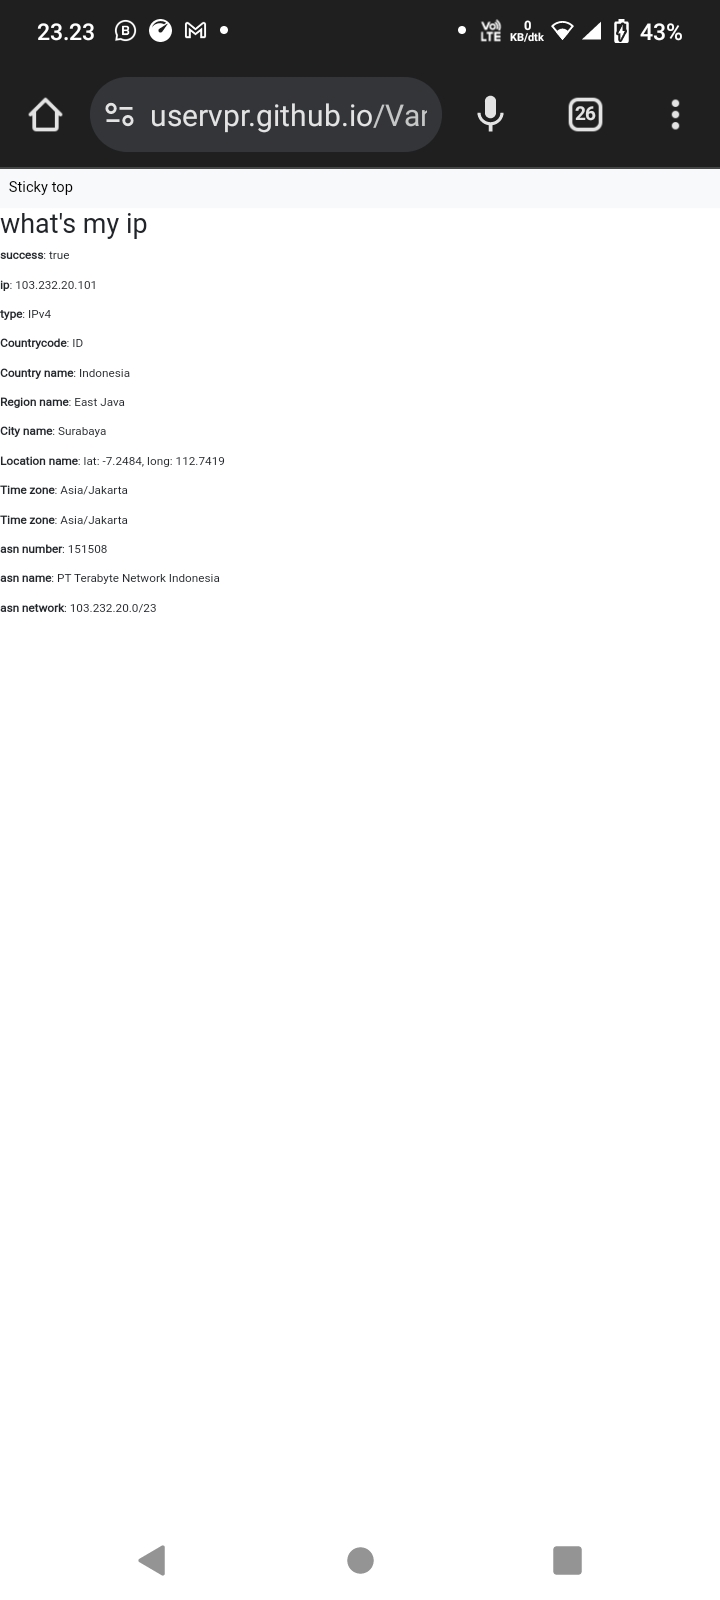 23.23
Vo) LTE
0 KB/dtk
43%
uservpr.github.io/Var
26
Sticky top
what's my ip
success: true
ip: 103.232.20.101
type: IPv4
Countrycode: ID
Country name: Indonesia
Region name: East Java
City name: Surabaya
Location name: lat: -7.2484, long: 112.7419
Time zone: Asia/Jakarta
Time zone: Asia/Jakarta
asn number: 151508
asn name: PT Terabyte Network Indonesia
asn network: 103.232.20.0/23